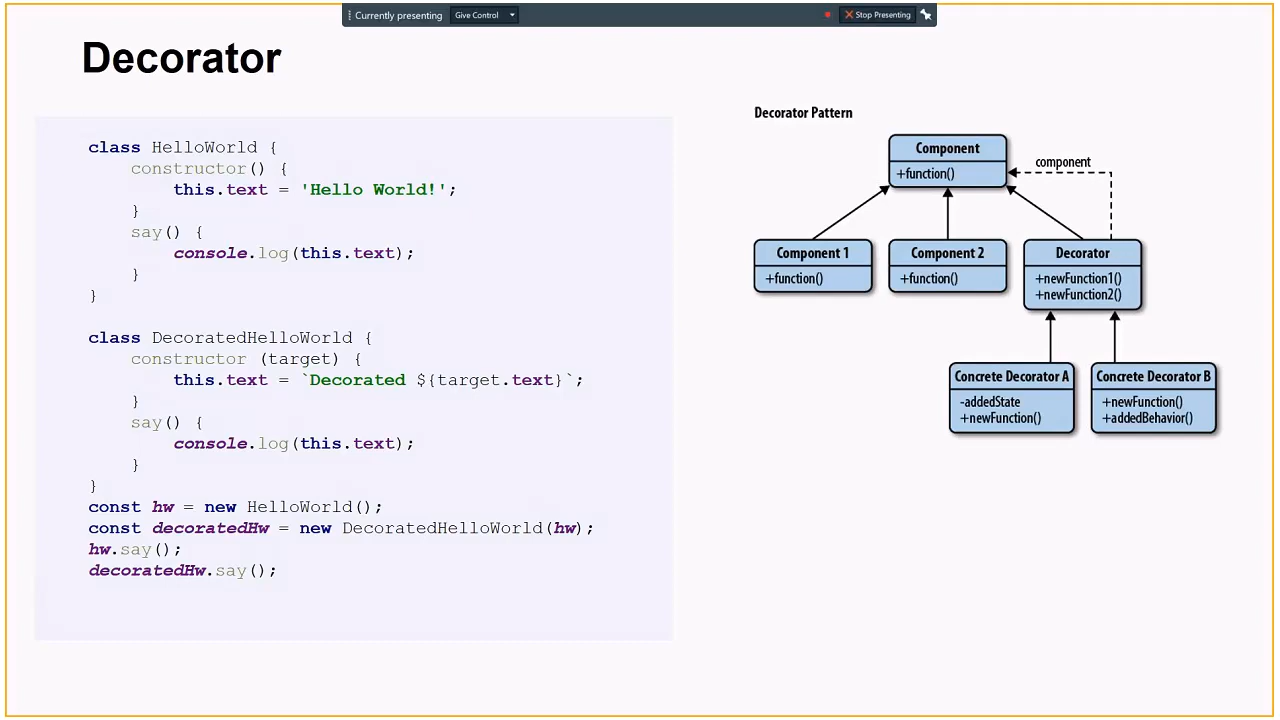 Currently presenting Give Control Stop Presenting
Decorator
class HelloWorld {
constructor() {
this.text = 'Hello World!';
}
say() {
console.log(this.text);
}
}
class DecoratedHelloWorld {
constructor (target) {
this.text = `Decorated ${target.text}`;
}
say() {
console.log(this.text);
}
}
const hw = new HelloWorld();
const decoratedHw = new DecoratedHelloWorld(hw);
hw.say();
decoratedHw.say();
Decorator Pattern
Component
+function()
component
Component 1
+function()
Component 2
+function()
Decorator
+newFunction1()
+newFunction2()
Concrete Decorator A
-addedState
+newFunction()
Concrete Decorator B
+newFunction()
+addedBehavior()